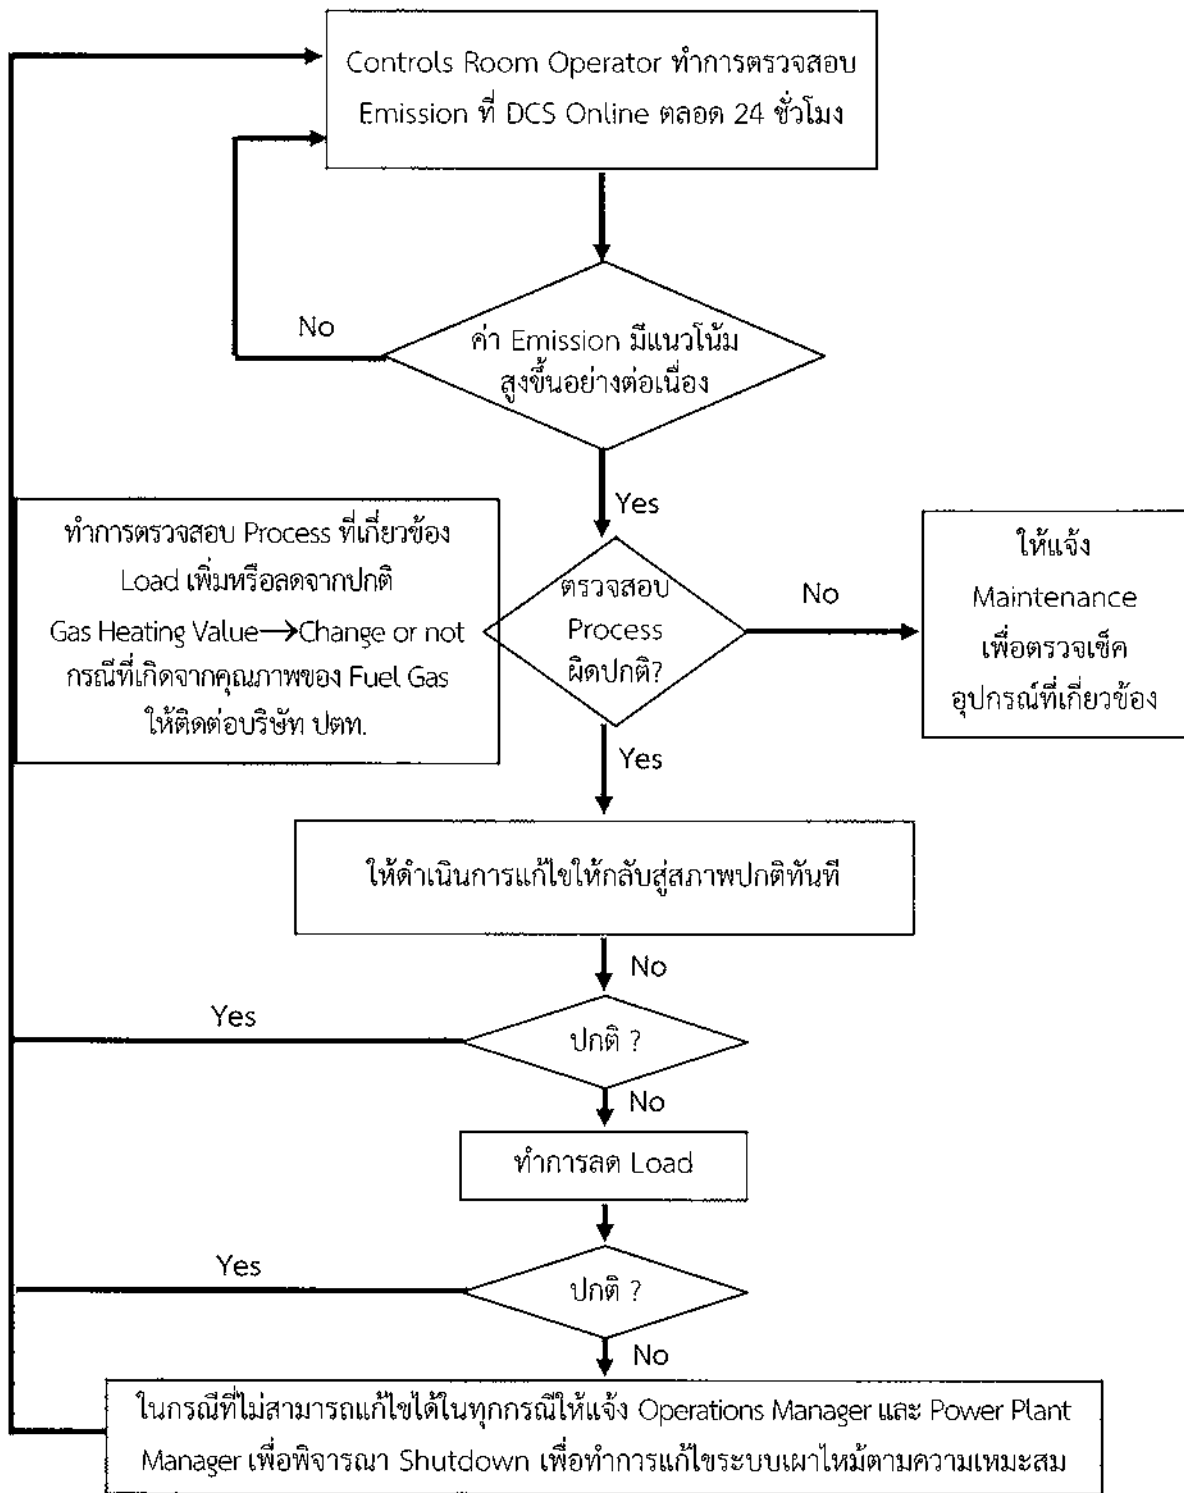 Controls Room Operator ทำการตรวจสอบ
Emission ที่ DCS Online ตลอด 24 ชั่วโมง
No
ค่า Emission มีแนวโน้ม
สูงขึ้นอย่างต่อเนื่อง
Yes
ทำการตรวจสอบ Process ที่เกี่ยวข้อง
Load เพิ่มหรือลดจากปกติ
Gas Heating Value→Change or not
กรณีที่เกิดจากคุณภาพของ Fuel Gas
ให้ติดต่อบริษัท ปตท.
ตรวจสอบ
Process
ผิดปกติ?
No
ให้แจ้ง
Maintenance
เพื่อตรวจเช็ค
อุปกรณ์ที่เกี่ยวข้อง
Yes
ให้ดำเนินการแก้ไขให้กลับสู่สภาพปกติทันที
No
Yes
ปกติ ?
No
ทำการลด Load
Yes
ปกติ ?
No
ในกรณีที่ไม่สามารถแก้ไขได้ในทุกกรณีให้แจ้ง Operations Manager และ Power Plant
Manager เพื่อพิจารณา Shutdown เพื่อทำการแก้ไขระบบเผาไหม้ตามความเหมาะสม